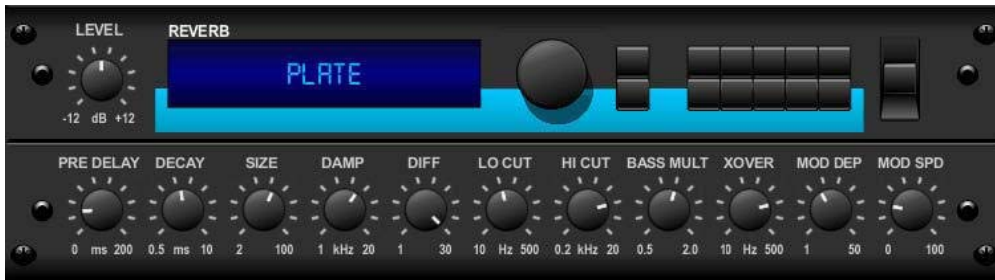 LEVEL
REVERB
PLATE
-12 dB +12
PRE DELAY DECAY SIZE DAMP DIFF LO CUT HI CUT BASS MULT XOVER MOD DEP MOD SPD
0 ms 200 0.5 ms 10 2 100 1 kHz 20 1 30 10 Hz 500 0.2 kHz 20 0.5 2.0 10 Hz 500 1 50 0 100